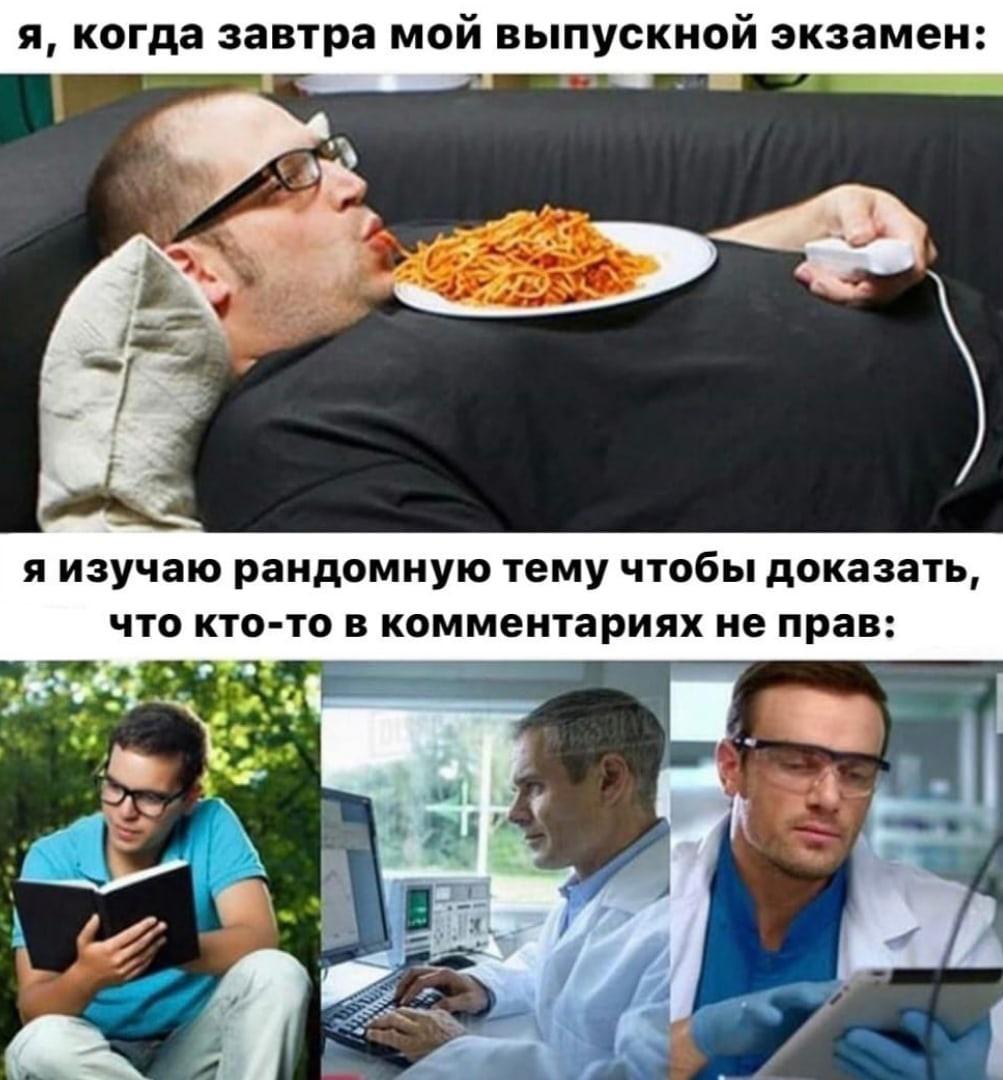 я, когда завтра мой выпускной экзамен:
я изучаю рандомную тему чтобы доказать,
что кто-то в комментариях не прав: